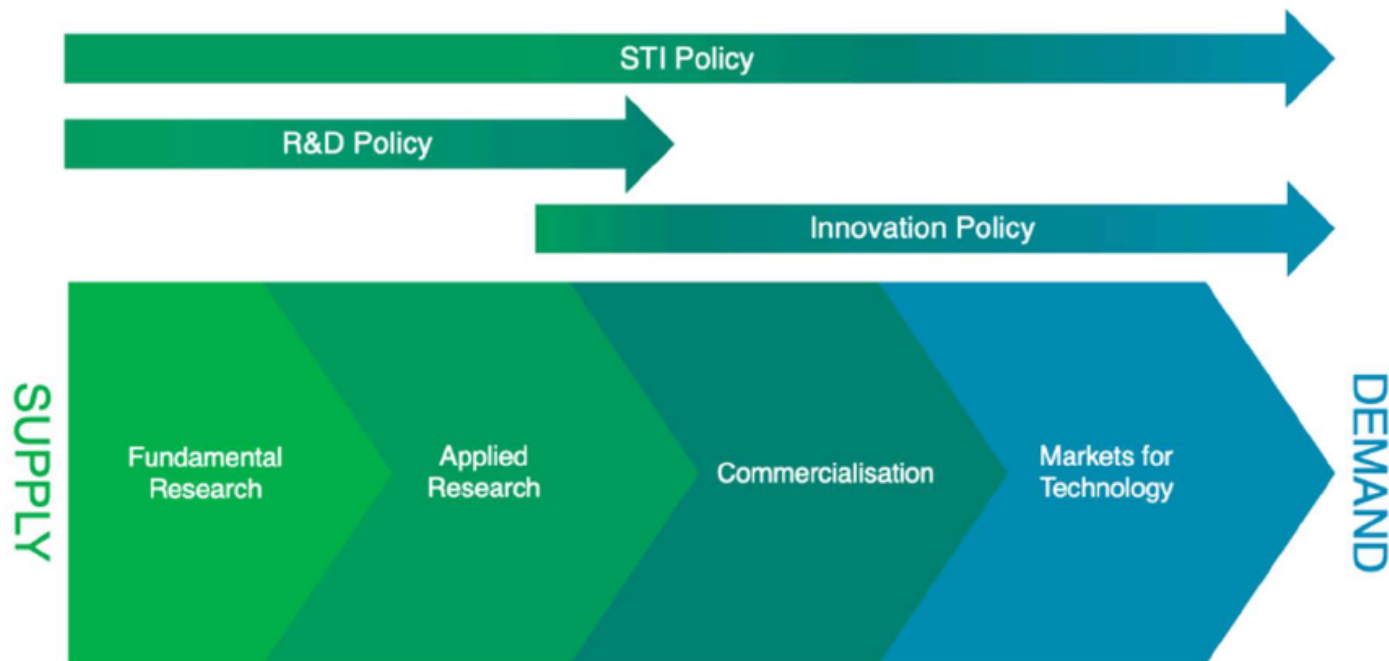 STI Policy
R&D Policy
Innovation Policy
SUPPLY
Fundamental
Research
Applied
Research
Commercialisation
Markets for
Technology
DEMAND